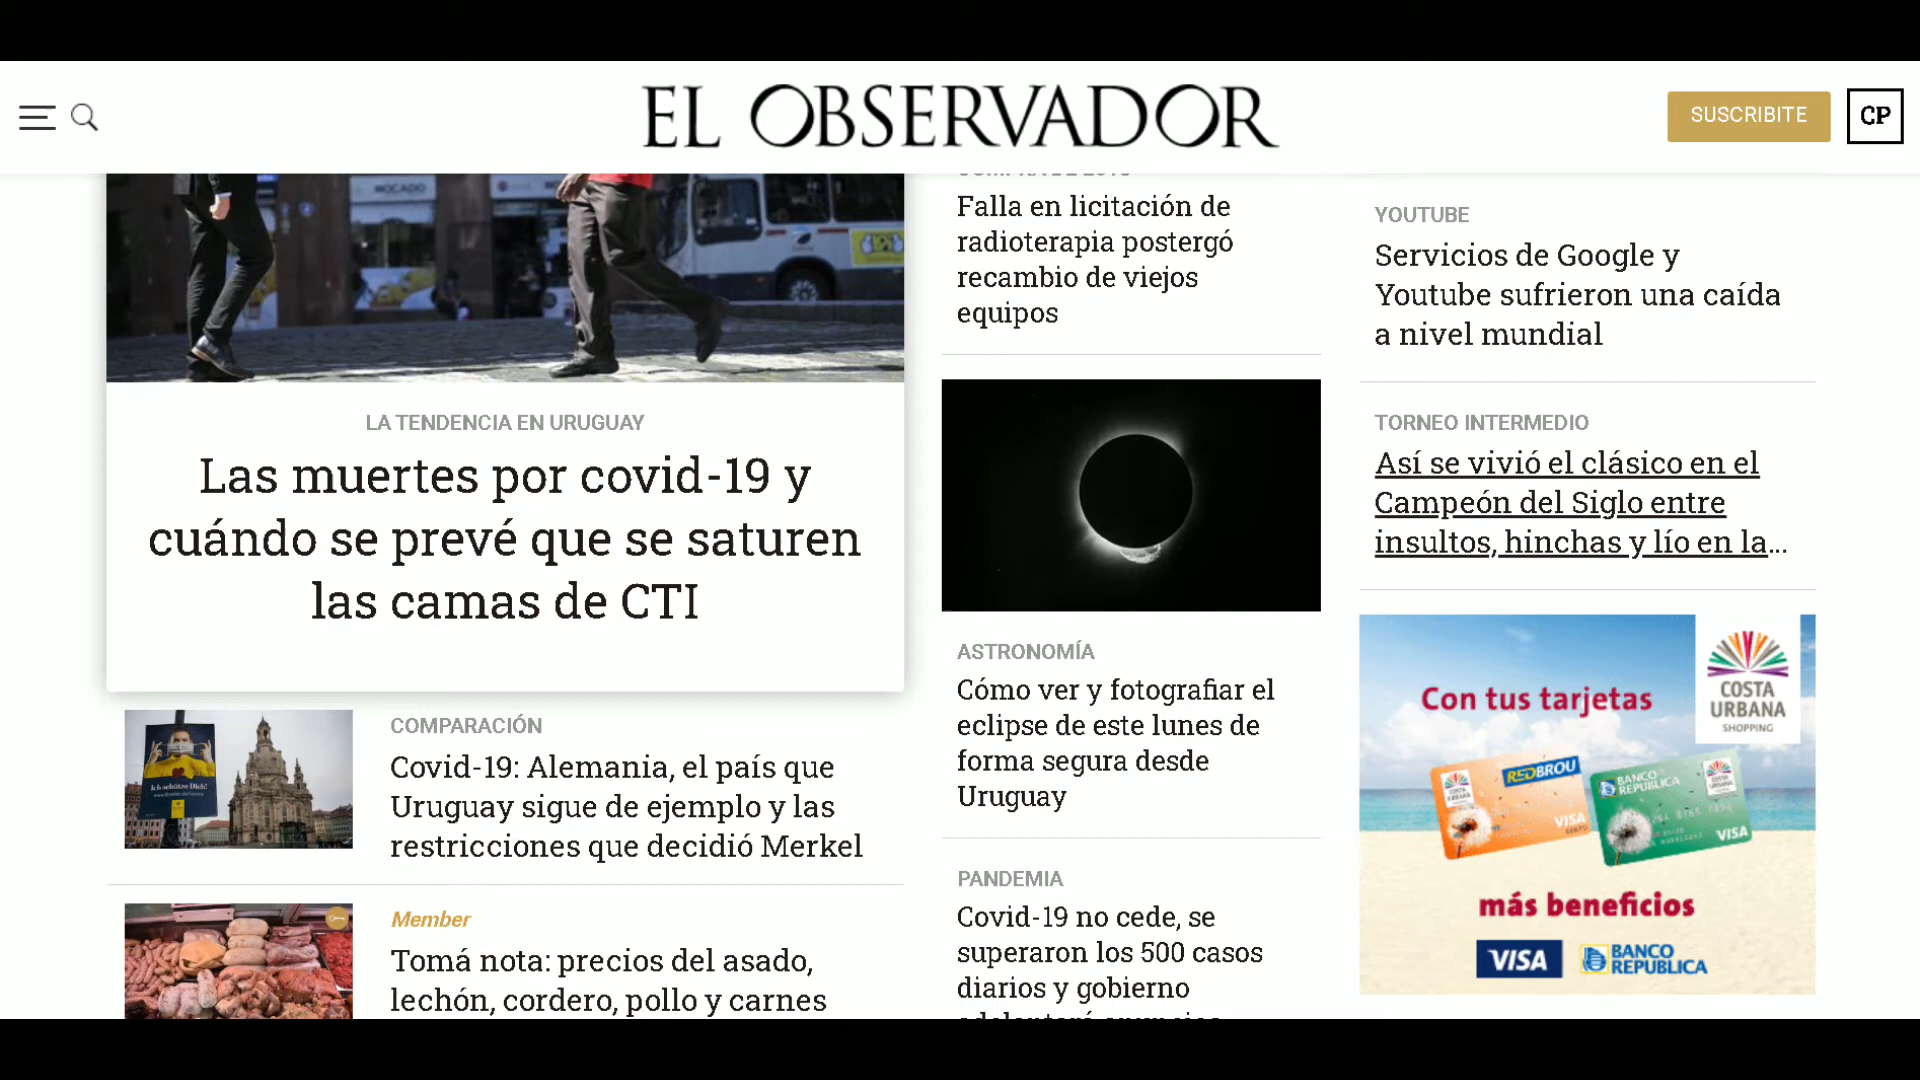 EL OBSERVADOR
SUSCRIBITE
CP
LA TENDENCIA EN URUGUAY
Las muertes por covid-19 y
cuándo se prevé que se saturen
las camas de CTI
COMPARACIÓN
Covid-19: Alemania, el país que
Uruguay sigue de ejemplo y las
restricciones que decidió Merkel
Member
Tomá nota: precios del asado,
lechón, cordero, pollo y carnes
Falla en licitación de
radioterapia postergó
recambio de viejos
equipos
ASTRONOMÍA
Cómo ver y fotografiar el
eclipse de este lunes de
forma segura desde
Uruguay
PANDEMIA
Covid-19 no cede, se
superaron los 500 casos
diarios y gobierno
YOUTUBE
Servicios de Google y
Youtube sufrieron una caída
a nivel mundial
TORNEO INTERMEDIO
Así se vivió el clásico en el
Campeón del Siglo entre
insultos, hinchas y lío en la...
Con tus tarjetas
COSTA
URBANA
SHOPPING
REDBROU
BANCO
REPUBLICA
VISA
VISA
más beneficios
VISA
BANCO
REPUBLICA